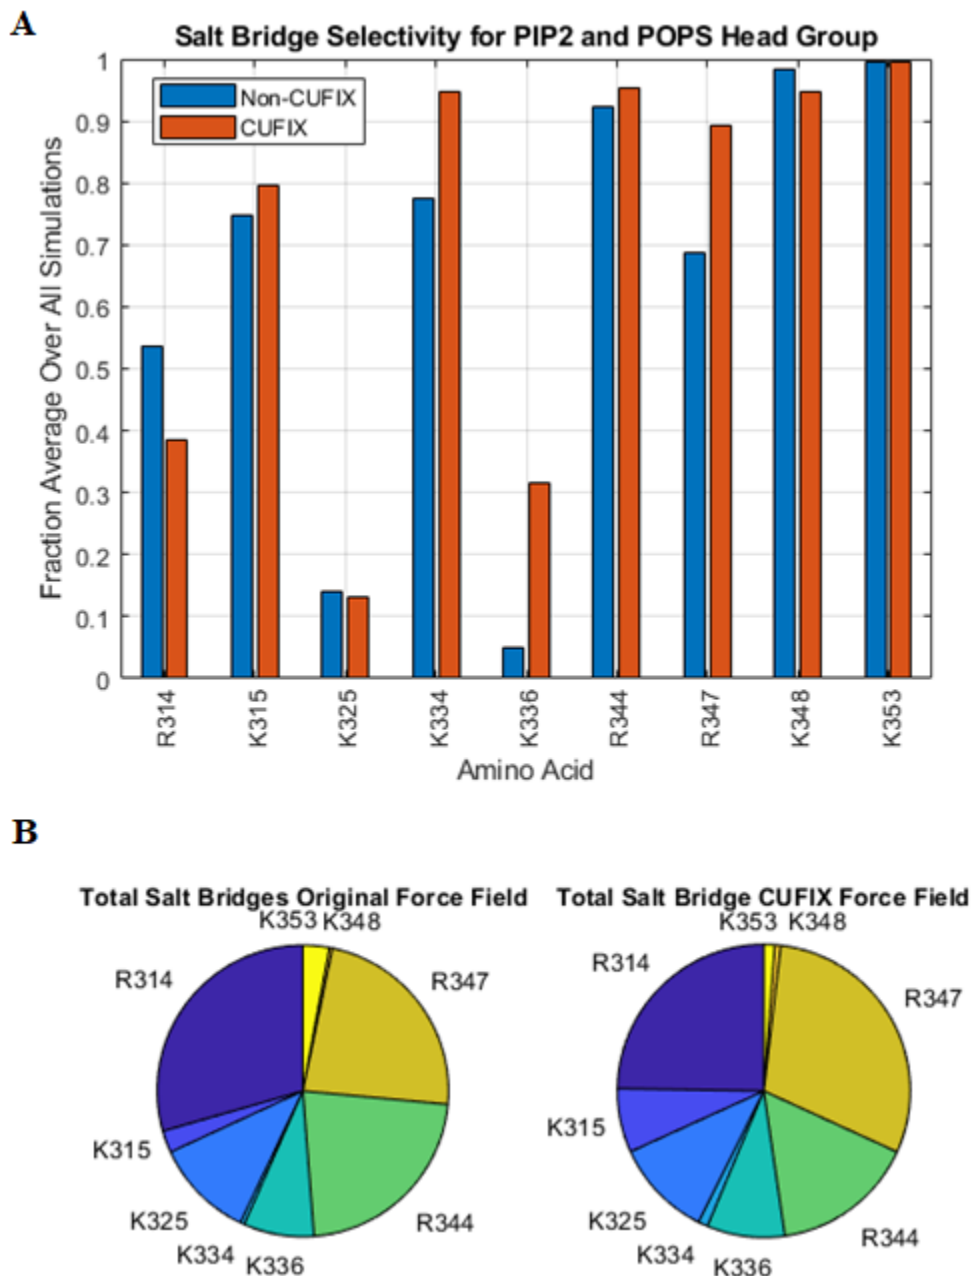 A
Salt Bridge Selectivity for PIP2 and POPS Head Group
Non-CUFIX
CUFIX
Fraction Average Over All Simulations
1
0.9
0.8
0.7
0.6
0.5
0.4
0.3
0.2
0.1
0
R314
K315
K325
K334
K336
R344
R347
K348
K353
Amino Acid
B
Total Salt Bridges Original Force Field
K353
K348
R347
R344
K336
K334
K325
K315
R314
Total Salt Bridge CUFIX Force Field
K353
K348
R347
R344
K336
K334
K325
K315
R314